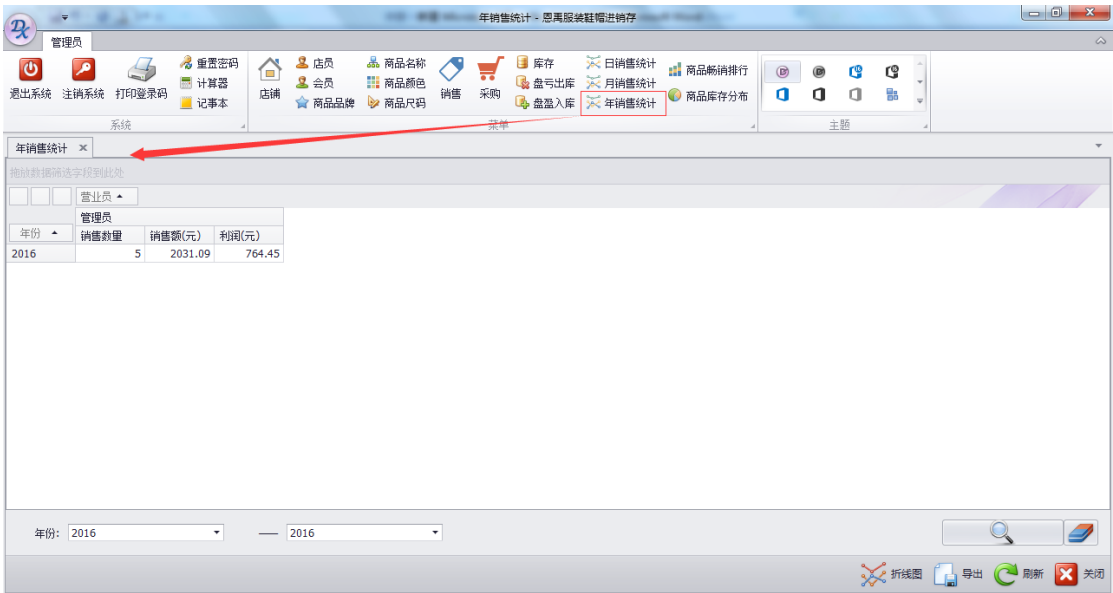 年销售统计 - 恩禹服装鞋帽进销存
管理员
退出系统 注销系统 打印登录码
重置密码
计算器
记事本
系统
店铺
店员
会员
商品品牌
商品名称
商品颜色
商品尺码
销售
采购
库存
盘亏出库
盘盈入库
日销售统计
月销售统计
年销售统计
商品畅销排行
商品库存分布
菜单
主题
年销售统计
拖放数据筛选字段到此处
营业员
管理员
年份 销售数量 销售额(元) 利润(元)
2016 5 2031.09 764.45
年份: 2016 — 2016
折线图 导出 刷新 关闭